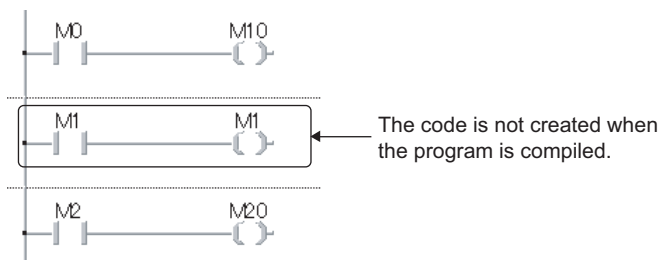 M0 M10
M1 M1
The code is not created when
the program is compiled.
M2 M20